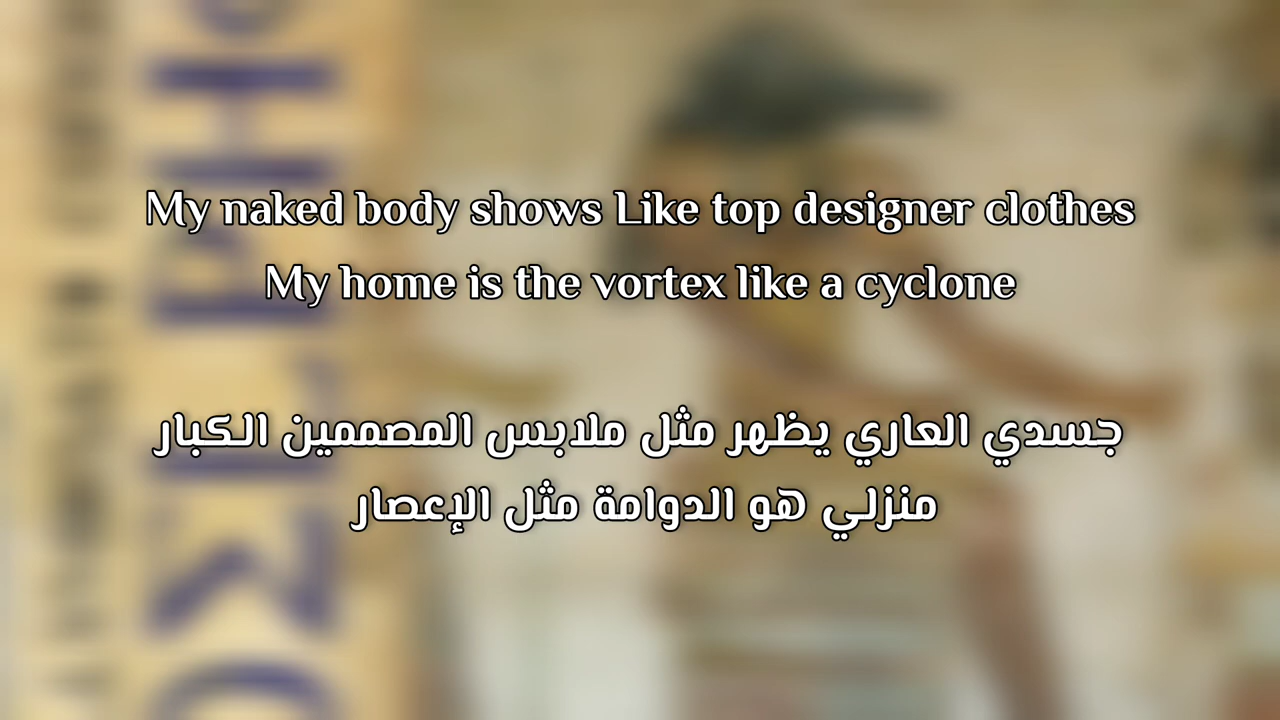 My naked body shows Like top designer clothes
My home is the vortex like a cyclone
جسدي العاري يظهر مثل ملابس المصممين الكبار
منزلي هو الدوامة مثل الإعصار